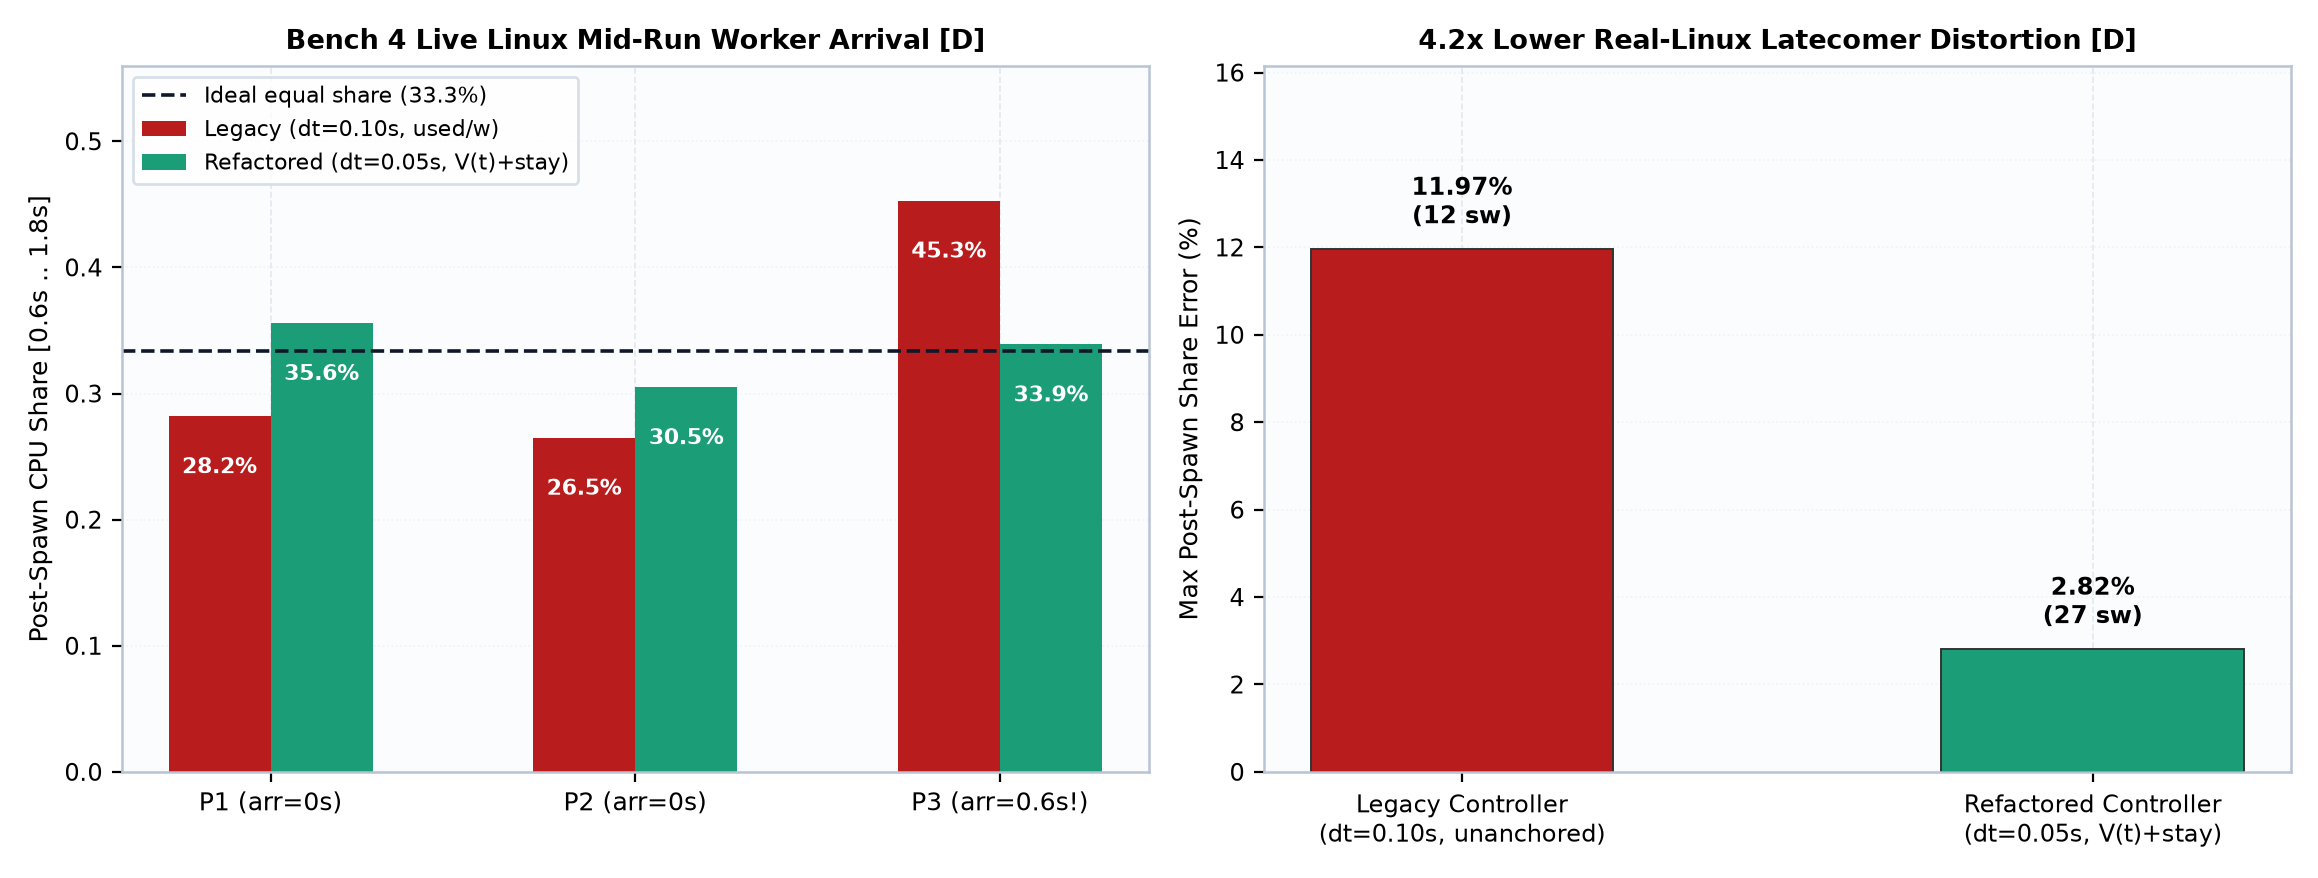 Bench 4 Live Linux Mid-Run Worker Arrival [D]
Post-Spawn CPU Share [0.6s .. 1.8s]
0.5
0.4
0.3
0.2
0.1
0.0
Ideal equal share (33.3%)
Legacy (dt=0.10s, used/w)
Refactored (dt=0.05s, V(t)+stay)
28.2%
35.6%
26.5%
30.5%
45.3%
33.9%
P1 (arr=0s)
P2 (arr=0s)
P3 (arr=0.6s!)
4.2x Lower Real-Linux Latecomer Distortion [D]
Max Post-Spawn Share Error (%)
16
14
12
10
8
6
4
2
0
11.97%
(12 sw)
2.82%
(27 sw)
Legacy Controller
(dt=0.10s, unanchored)
Refactored Controller
(dt=0.05s, V(t)+stay)